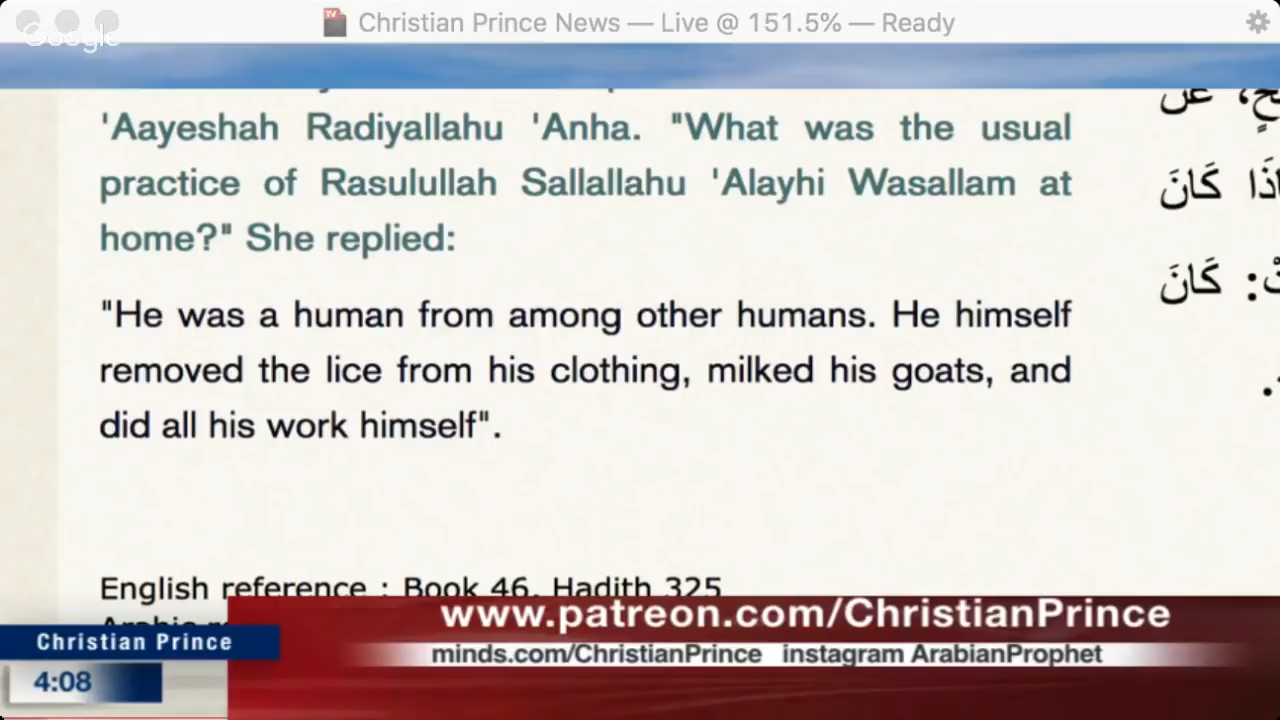 Christian Prince News — Live @ 151.5% — Ready
Google
'Aayeshah Radiyallahu 'Anha. "What was the usual
practice of Rasulullah Sallallahu 'Alayhi Wasallam at
home?" She replied:
"He was a human from among other humans. He himself
removed the lice from his clothing, milked his goats, and
did all his work himself".
كَانَ
كَانَ
English reference : Book 46, Hadith 325
www.patreon.com/ChristianPrince
Christian Prince
minds.com/ChristianPrince instagram ArabianProphet
4:08